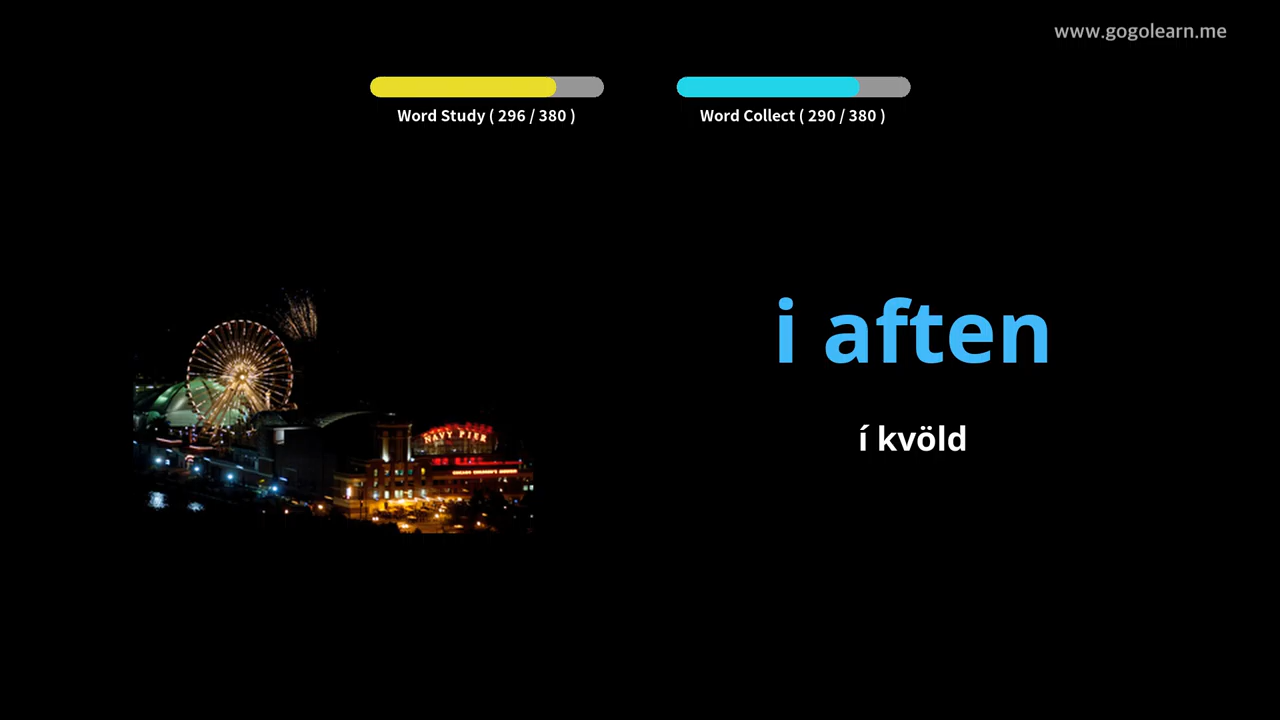 www.gogolearn.me
Word Study ( 296 / 380 )
Word Collect ( 290 / 380 )
i aften
í kvöld
NAVY PIER